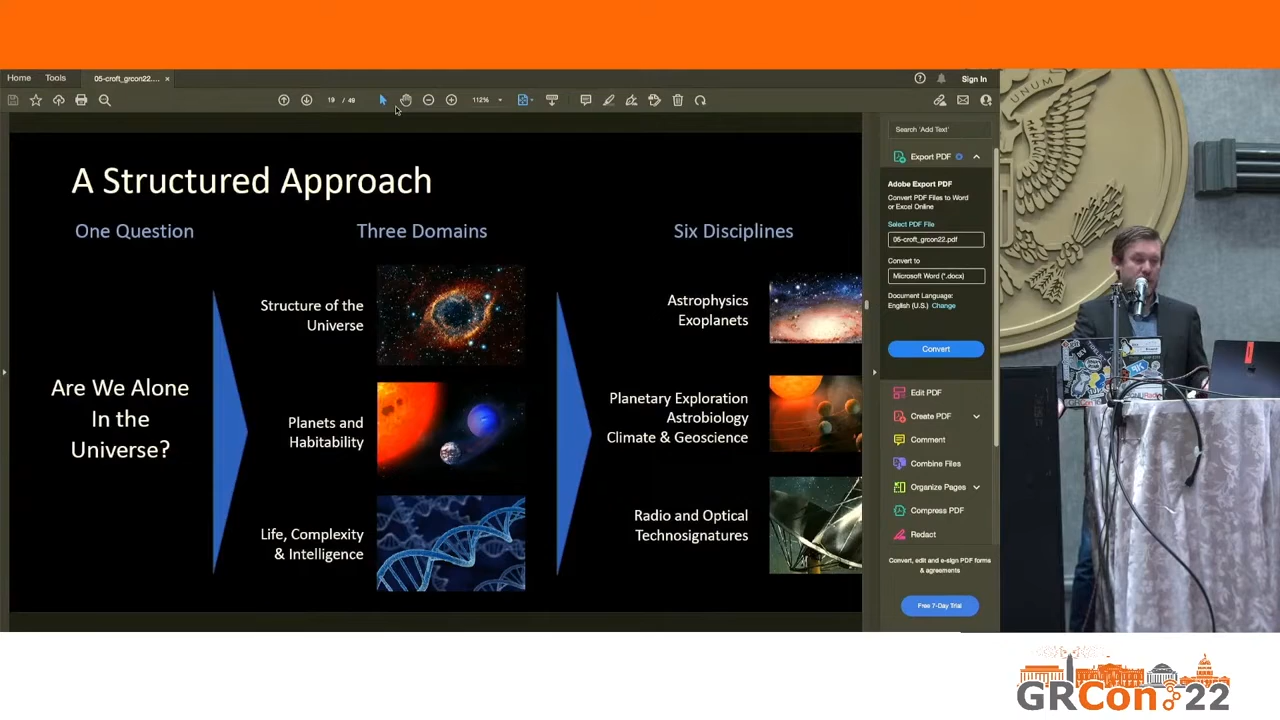 Home
Tools
05-croft_grcon22....
×
Sign In
19 / 49
112%
A Structured Approach
One Question
Three Domains
Six Disciplines
Are We Alone
In the
Universe?
Structure of the
Universe
Planets and
Habitability
Life, Complexity
& Intelligence
Astrophysics
Exoplanets
Planetary Exploration
Astrobiology
Climate & Geoscience
Radio and Optical
Technosignatures
Search 'Add Text'
Export PDF
Adobe Export PDF
Convert PDF Files to Word
or Excel Online
Select PDF File
05-croft_grcon22.pdf
Convert to
Microsoft Word (*.docx)
Document Language:
English (U.S.) Change
Convert
Edit PDF
Create PDF
Comment
Combine Files
Organize Pages
Compress PDF
Redact
Convert, edit and e-sign PDF forms
& agreements
Free 7-Day Trial
UNUM
GRCon 22